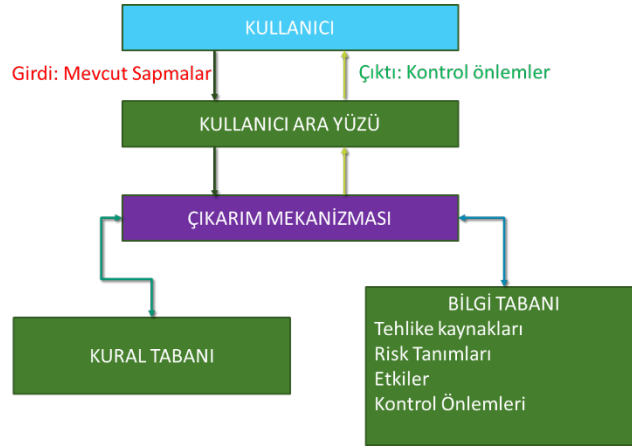 KULLANICI
Girdi: Mevcut Sapmalar
Çıktı: Kontrol önlemler
KULLANICI ARA YÜZÜ
ÇIKARIM MEKANİZMASI
KURAL TABANI
BİLGİ TABANI
Tehlike kaynakları
Risk Tanımları
Etkiler
Kontrol Önlemleri